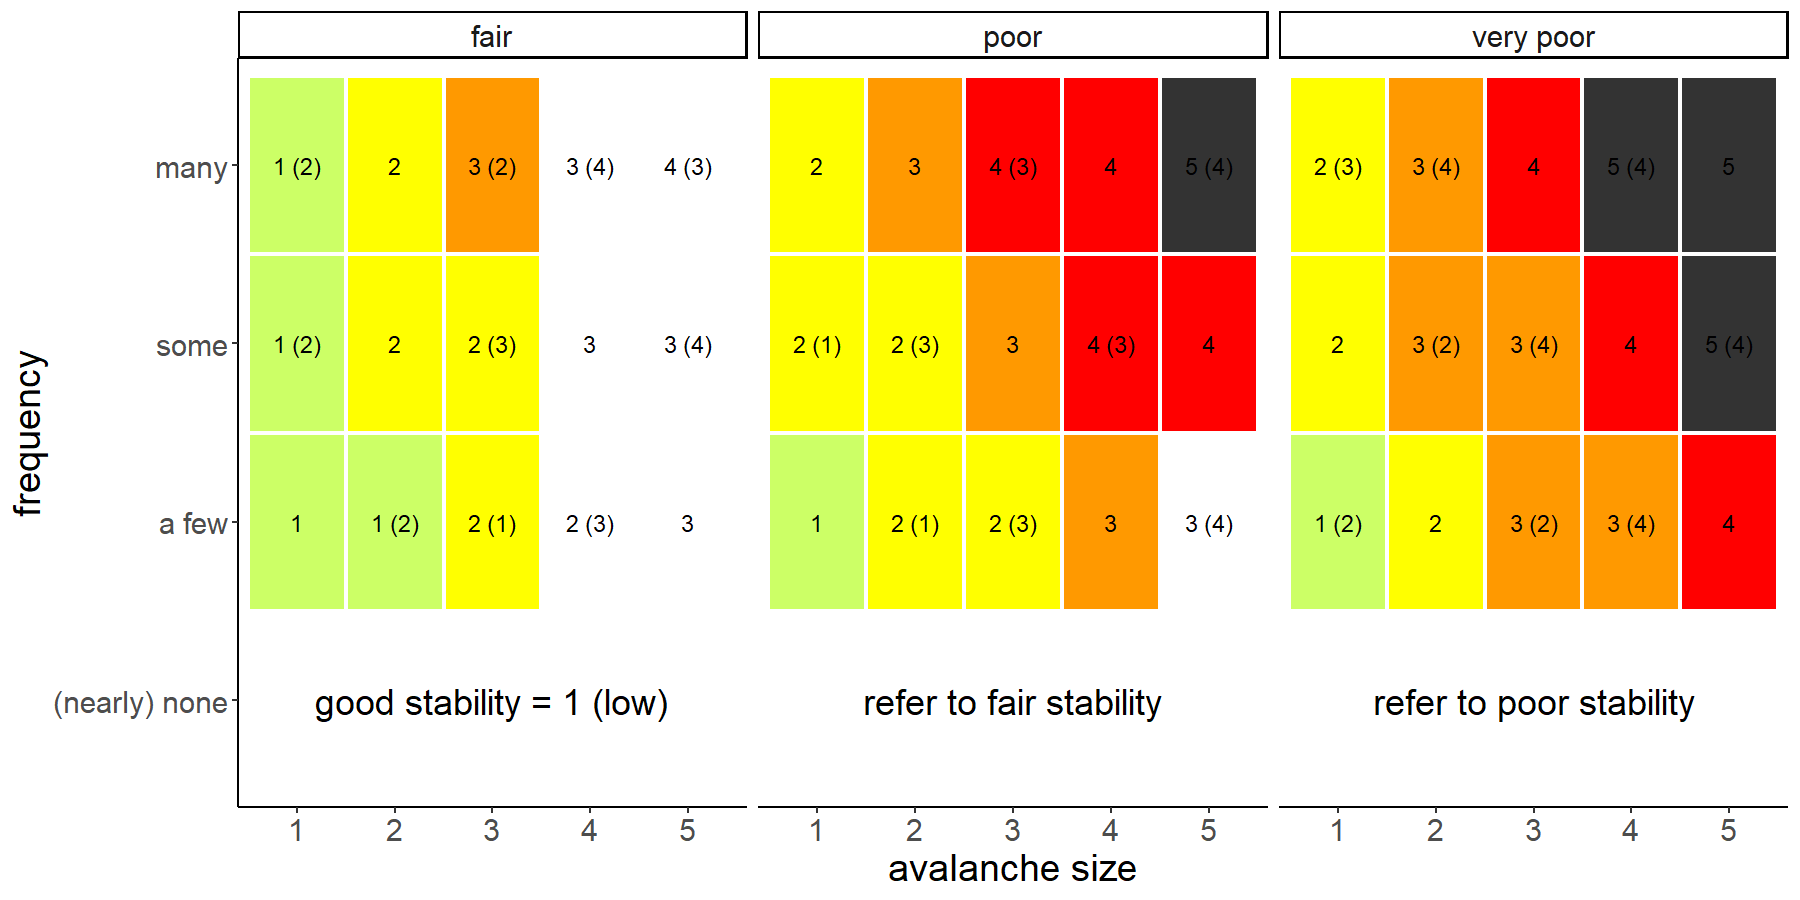 fair poor very poor
many 1 (2) 2 3 (2) 3 (4) 4 (3) 2 3 4 (3) 4 5 (4) 2 (3) 3 (4) 4 5 (4) 5
some 1 (2) 2 2 (3) 3 3 (4) 2 (1) 2 (3) 3 4 (3) 4 2 3 (2) 3 (4) 4 5 (4)
a few 1 1 (2) 2 (1) 2 (3) 3 1 2 (1) 2 (3) 3 3 (4) 1 (2) 2 3 (2) 3 (4) 4
(nearly) none good stability = 1 (low) refer to fair stability refer to poor stability
1 2 3 4 5 1 2 3 4 5 1 2 3 4 5
avalanche size
frequency